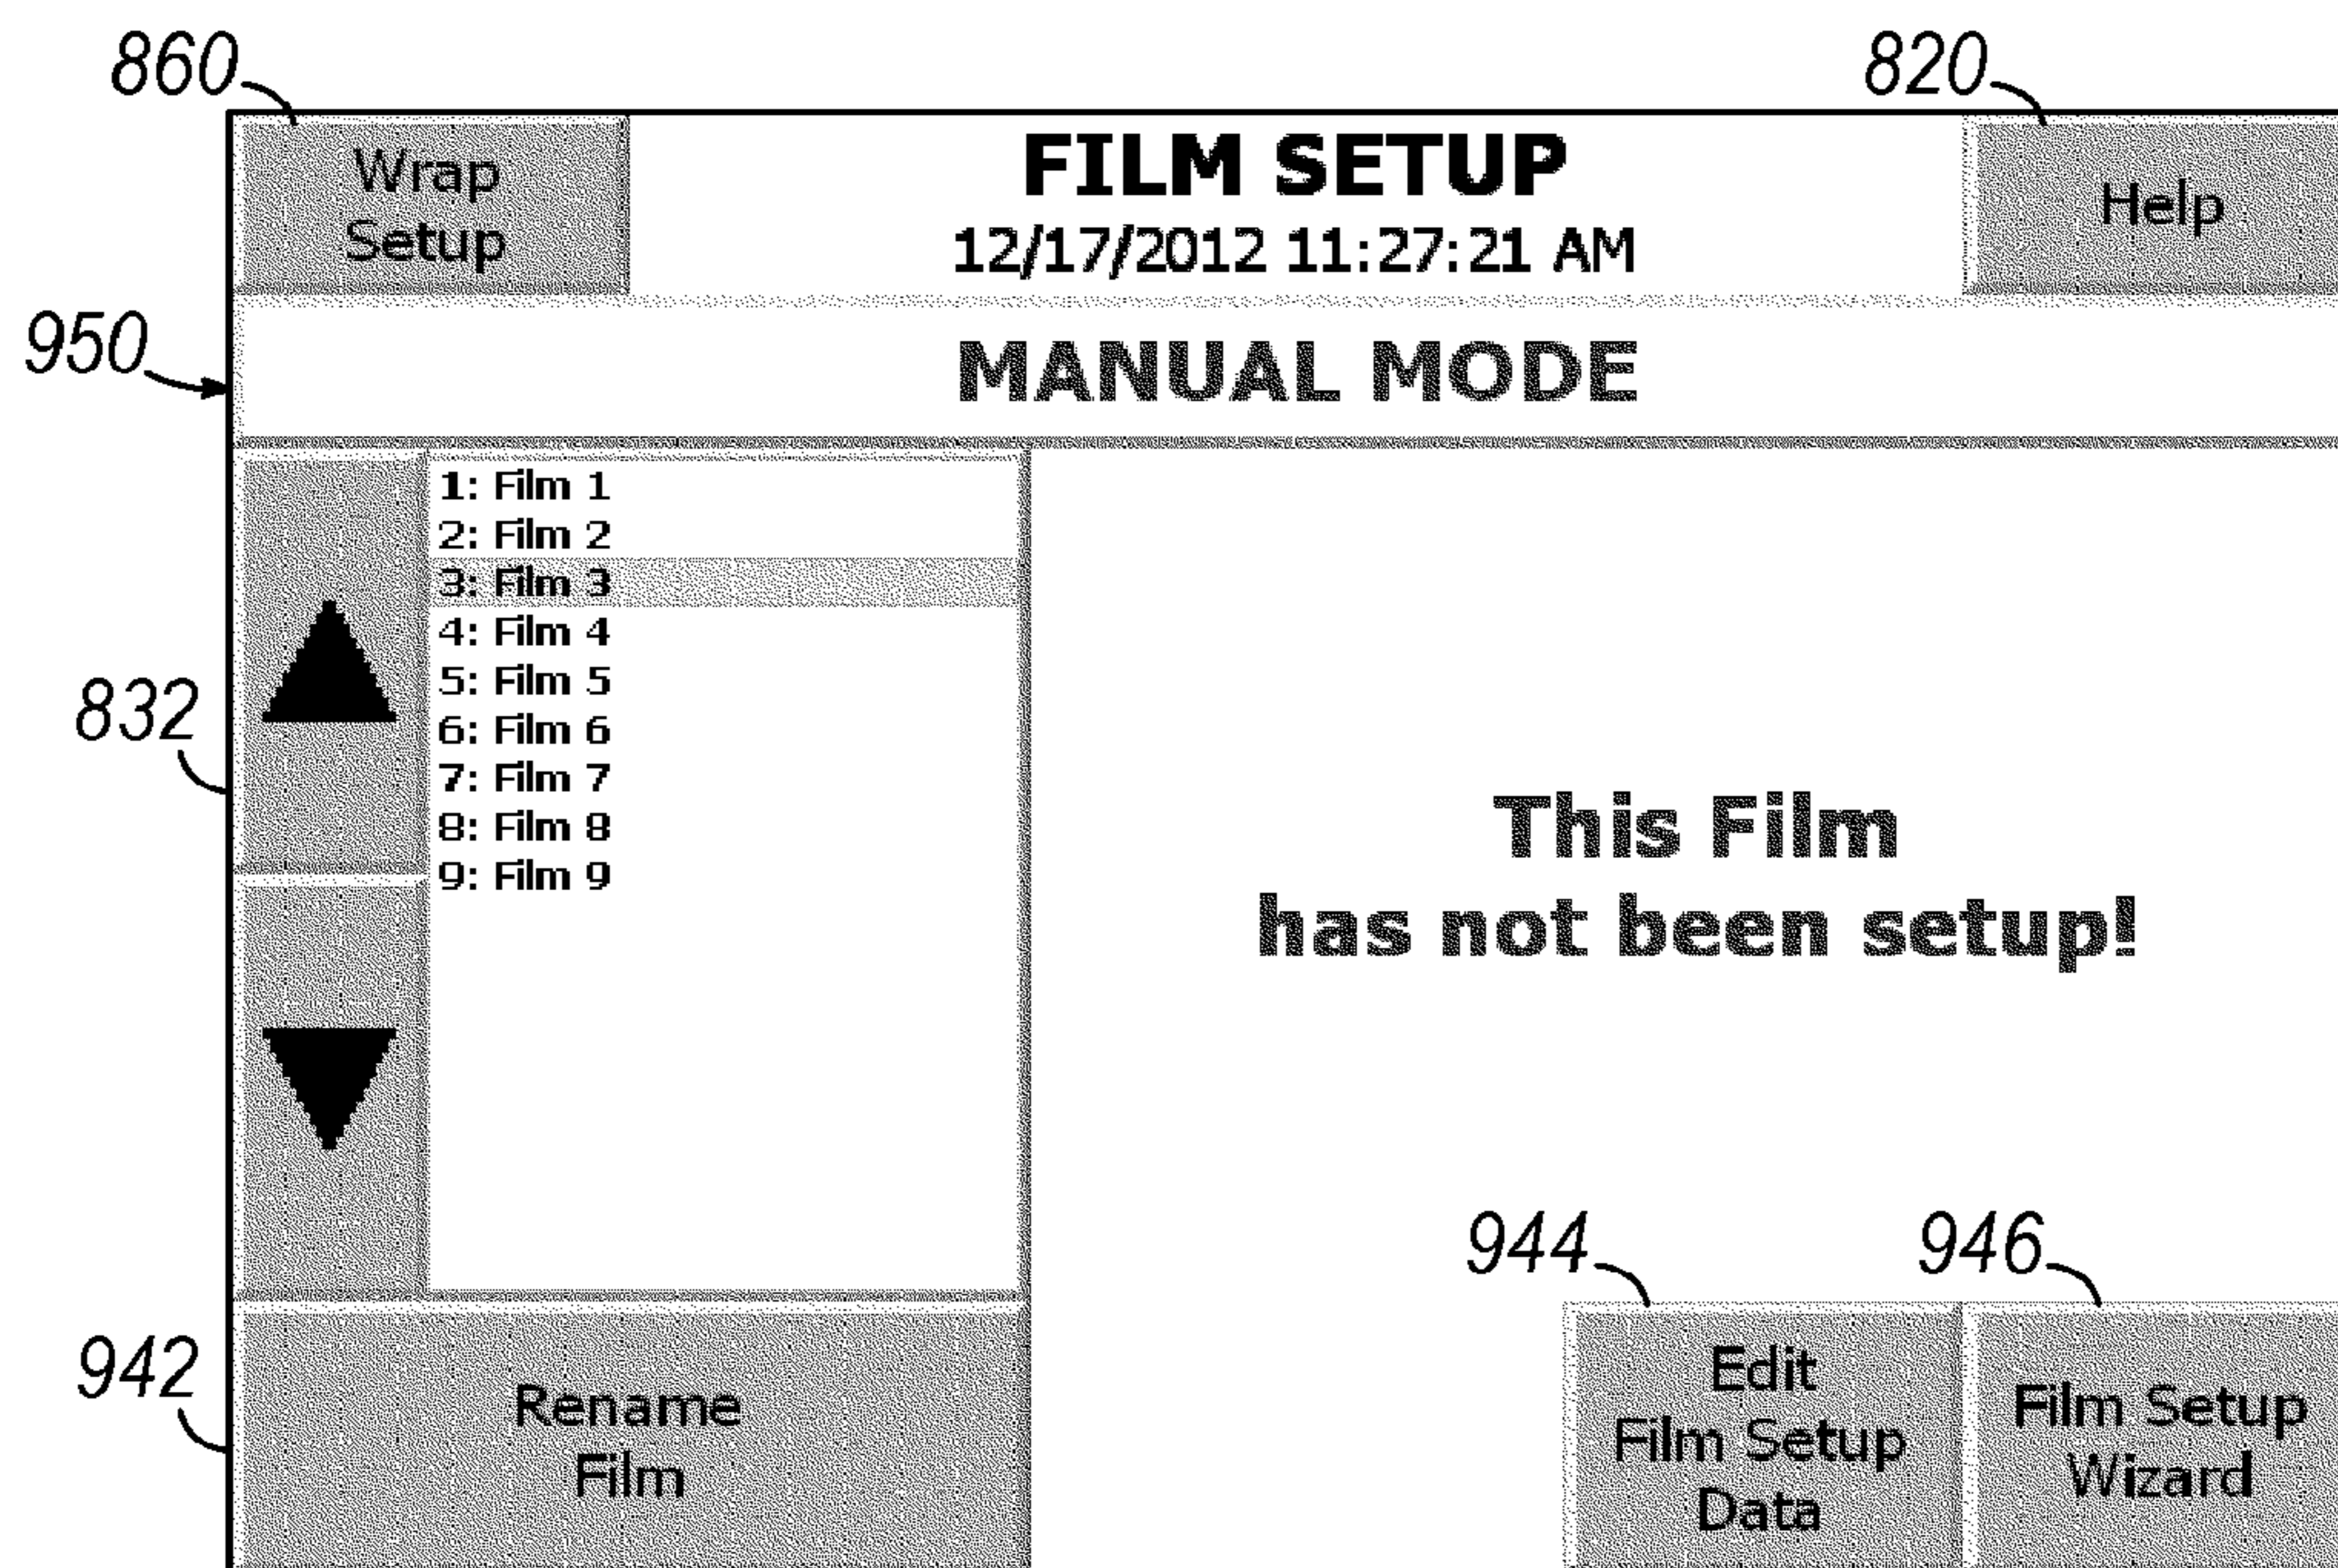 860
820
Wrap
Setup
FILM SETUP
12/17/2012 11:27:21 AM
Help
950
MANUAL MODE
1: Film 1
2: Film 2
3: Film 3
4: Film 4
5: Film 5
6: Film 6
7: Film 7
8: Film 8
9: Film 9
832
This Film
has not been setup!
944
946
942
Rename
Film
Edit
Film Setup
Data
Film Setup
Wizard